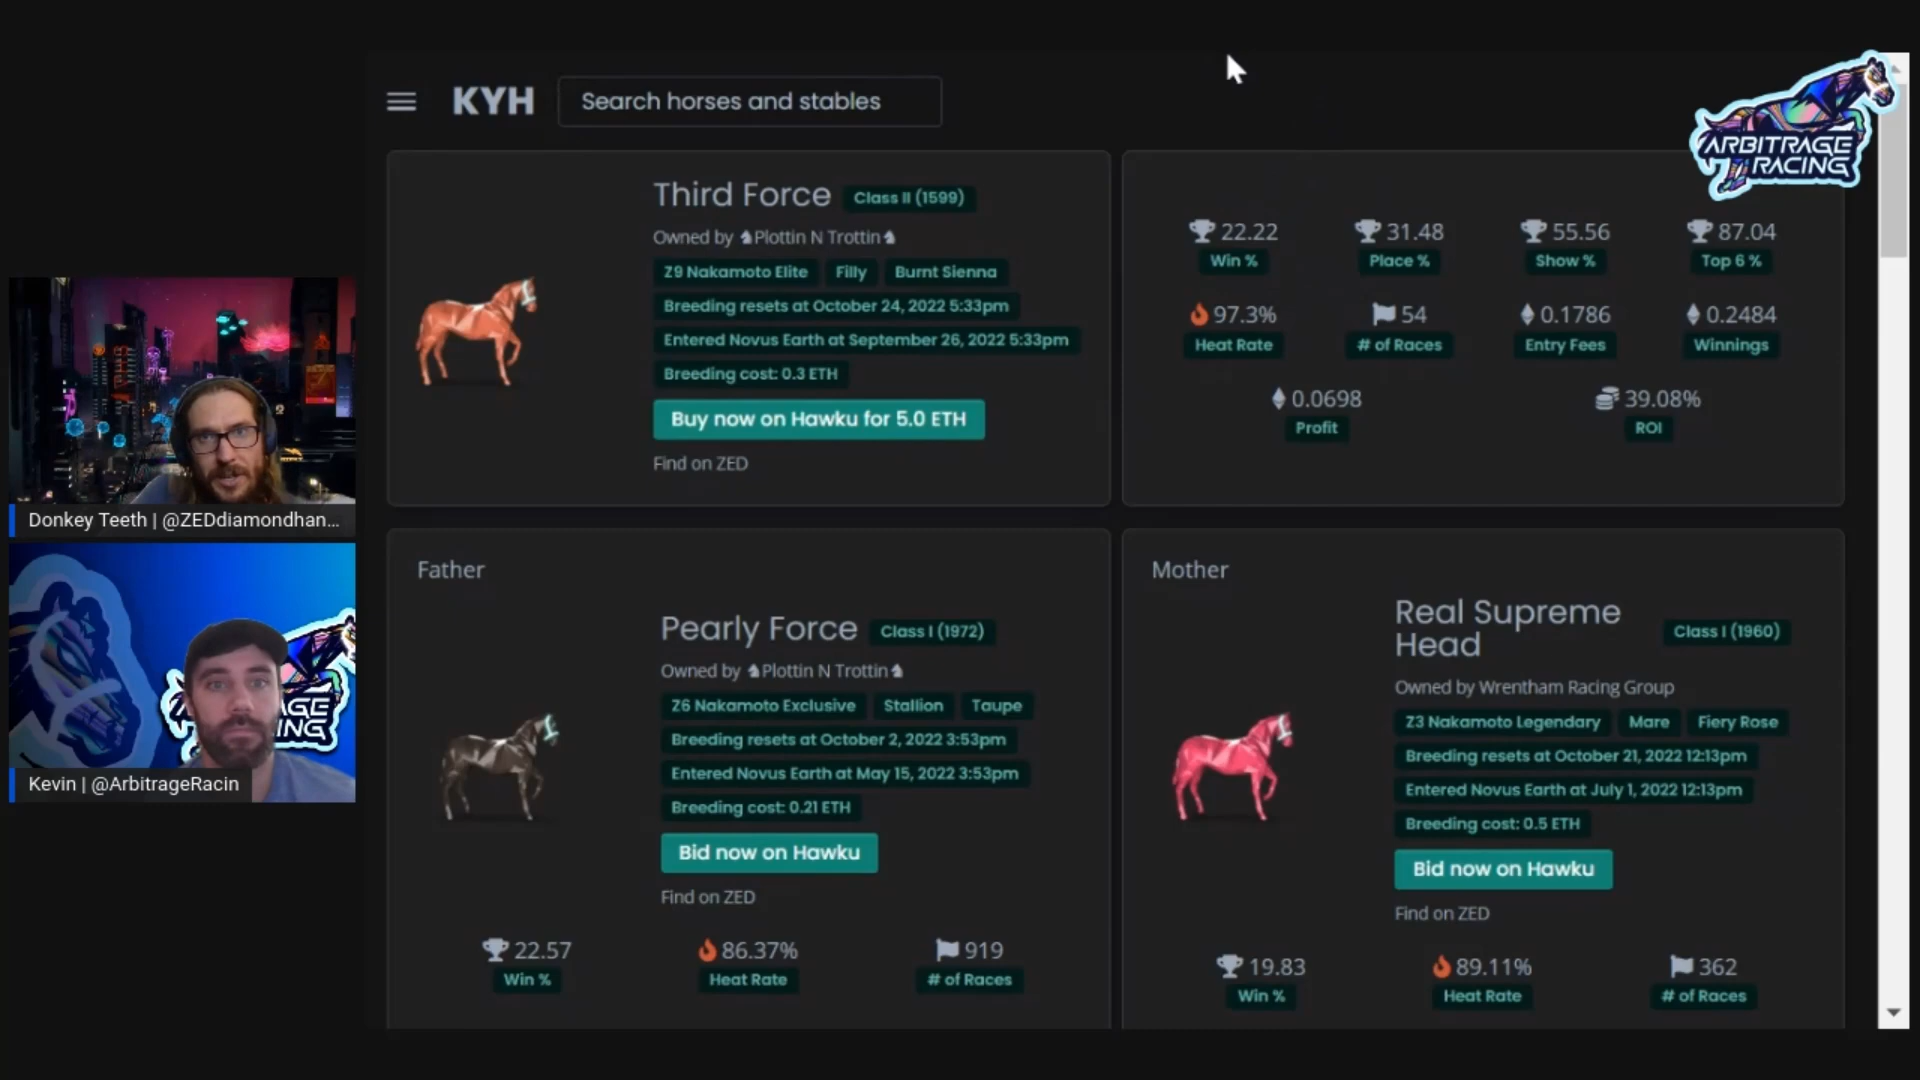 KYH
Search horses and stables
ARBITRAGE
RACING
Third Force Class II (1599)
Owned by ♞Plottin N Trottin♞
Z9 Nakamoto Elite Filly Burnt Sienna
Breeding resets at October 24, 2022 5:33pm
Entered Novus Earth at September 26, 2022 5:33pm
Breeding cost: 0.3 ETH
Buy now on Hawku for 5.0 ETH
Find on ZED
22.22 31.48 55.56 87.04
Win % Place % Show % Top 6 %
97.3% 54 0.1786 0.2484
Heat Rate # of Races Entry Fees Winnings
0.0698 39.08%
Profit ROI
Donkey Teeth | @ZEDdiamondhan...
AGE
ING
Kevin | @ArbitrageRacin
Father
Pearly Force Class I (1972)
Owned by ♞Plottin N Trottin♞
Z6 Nakamoto Exclusive Stallion Taupe
Breeding resets at October 2, 2022 3:53pm
Entered Novus Earth at May 15, 2022 3:53pm
Breeding cost: 0.21 ETH
Bid now on Hawku
Find on ZED
22.57 86.37% 919
Win % Heat Rate # of Races
Mother
Real Supreme
Head Class I (1960)
Owned by Wrentham Racing Group
Z3 Nakamoto Legendary Mare Fiery Rose
Breeding resets at October 21, 2022 12:13pm
Entered Novus Earth at July 1, 2022 12:13pm
Breeding cost: 0.5 ETH
Bid now on Hawku
Find on ZED
19.83 89.11% 362
Win % Heat Rate # of Races